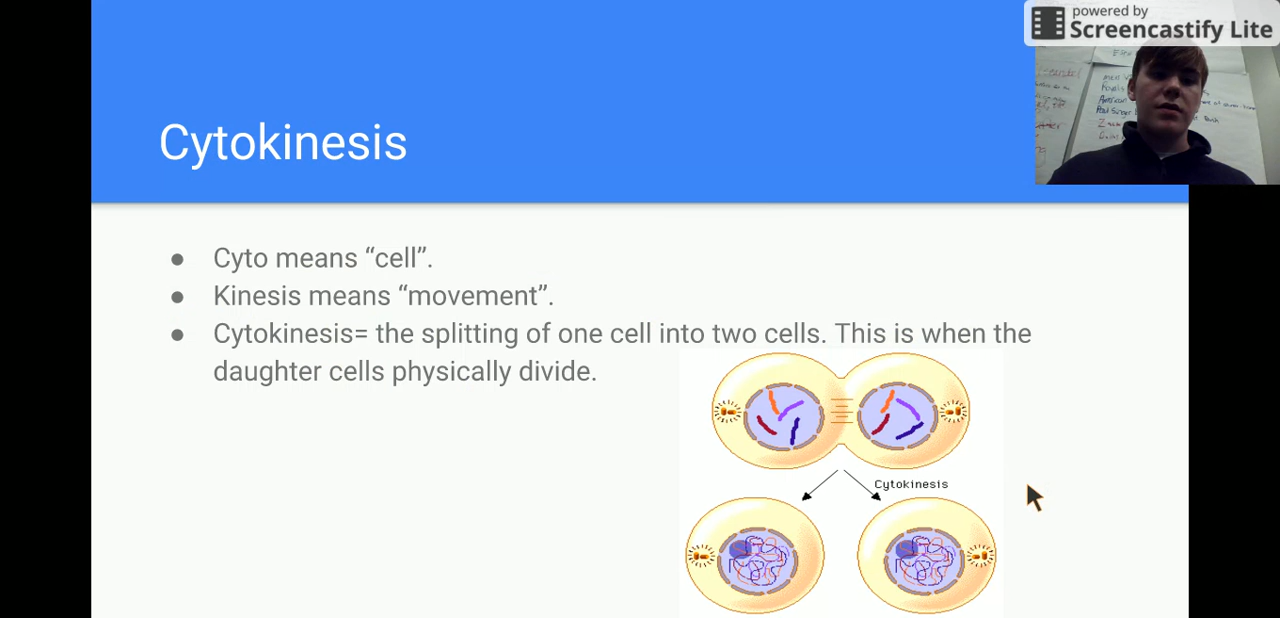 powered by
Screencastify Lite
Cytokinesis
● Cyto means “cell”.
● Kinesis means “movement”.
● Cytokinesis= the splitting of one cell into two cells. This is when the
daughter cells physically divide.
Cytokinesis